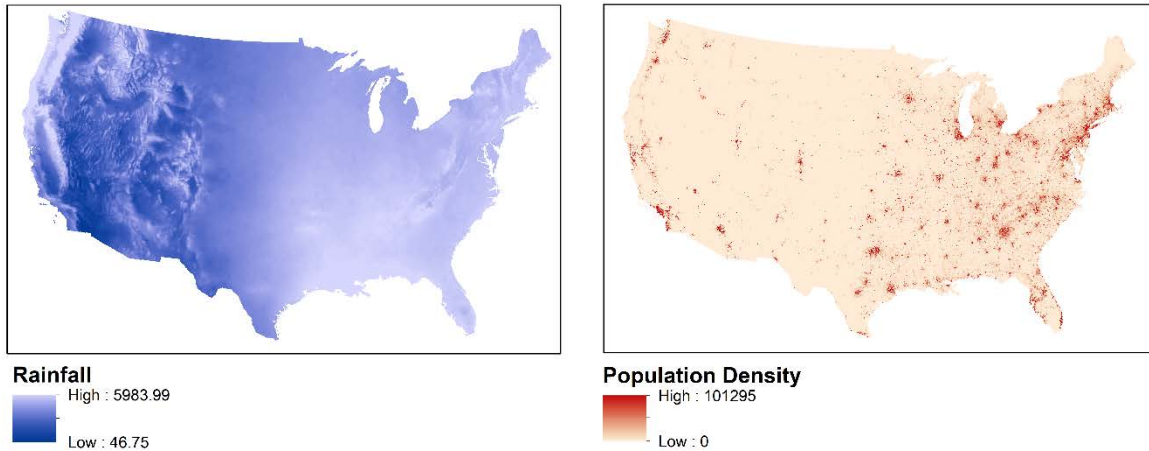 Rainfall
High : 5983.99
Low : 46.75
Population Density
High : 101295
Low : 0